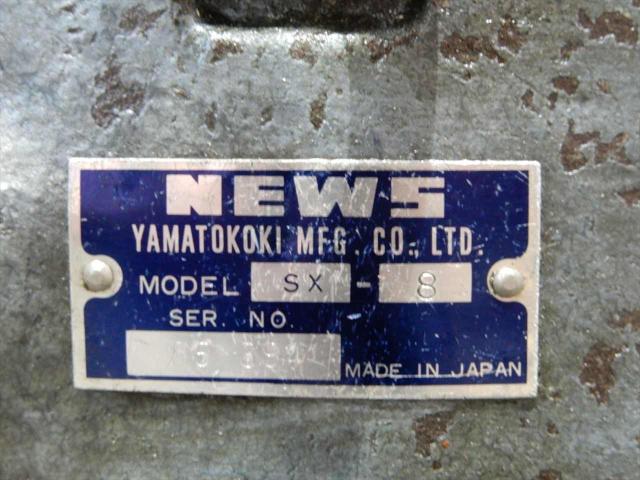 NEWS
YAMATOKOKI MFG. CO., LTD.
MODEL SX - 8
SER. NO
MADE IN JAPAN